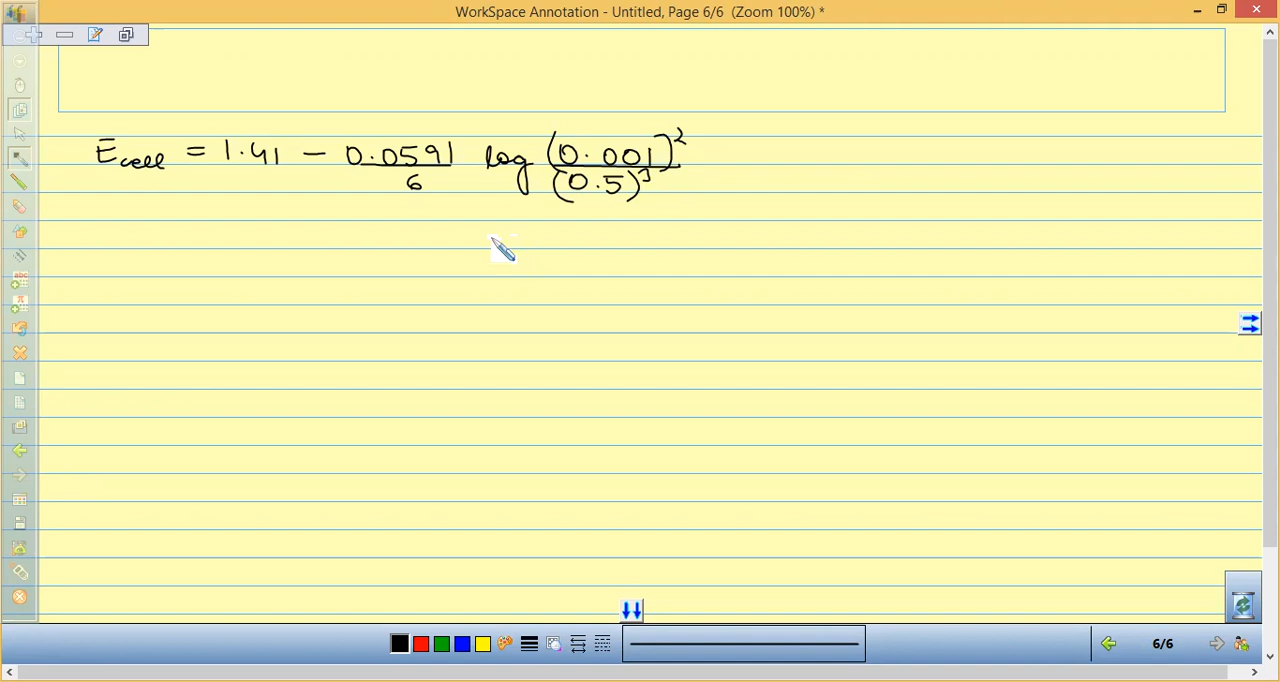 WorkSpace Annotation - Untitled, Page 6/6 (Zoom 100%) *
Ecell = 1.41 - 0.0591/6 log (0.001)²/(0.5)³
abc
π
6/6